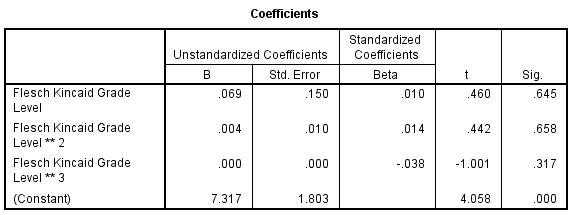 Coefficients
Unstandardized Coefficients
Standardized
Coefficients
B Std. Error Beta t Sig.
Flesch Kincaid Grade
Level
.069 .150 .010 .460 .645
Flesch Kincaid Grade
Level ** 2
.004 .010 .014 .442 .658
Flesch Kincaid Grade
Level ** 3
.000 .000 -.038 -1.001 .317
(Constant) 7.317 1.803 4.058 .000